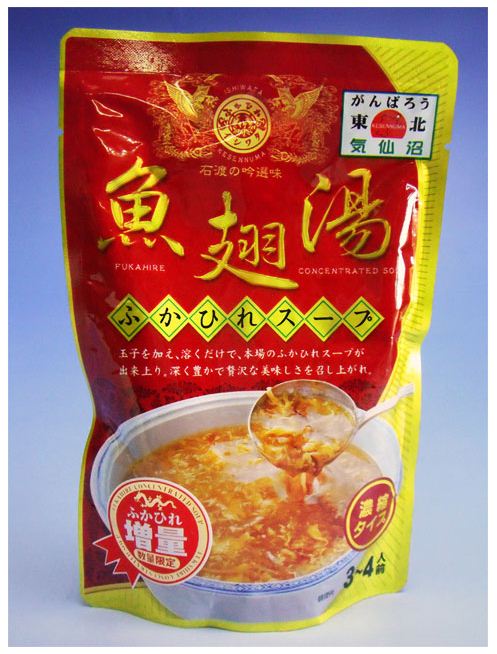 がんばろう
東 KESENNUMA 北
気仙沼
ISHIWATA
KESENNUMA
石渡の吟選味
魚翅湯
FUKAHIRE
CONCENTRATED SOUP
ふかひれスープ
玉子を加え、溶くだけで、本場のふかひれスープが
出来上り。深く豊かで贅沢な美味しさを召し上がれ。
ふかひれ
増量
数量限定
濃縮
タイプ
3~4人前